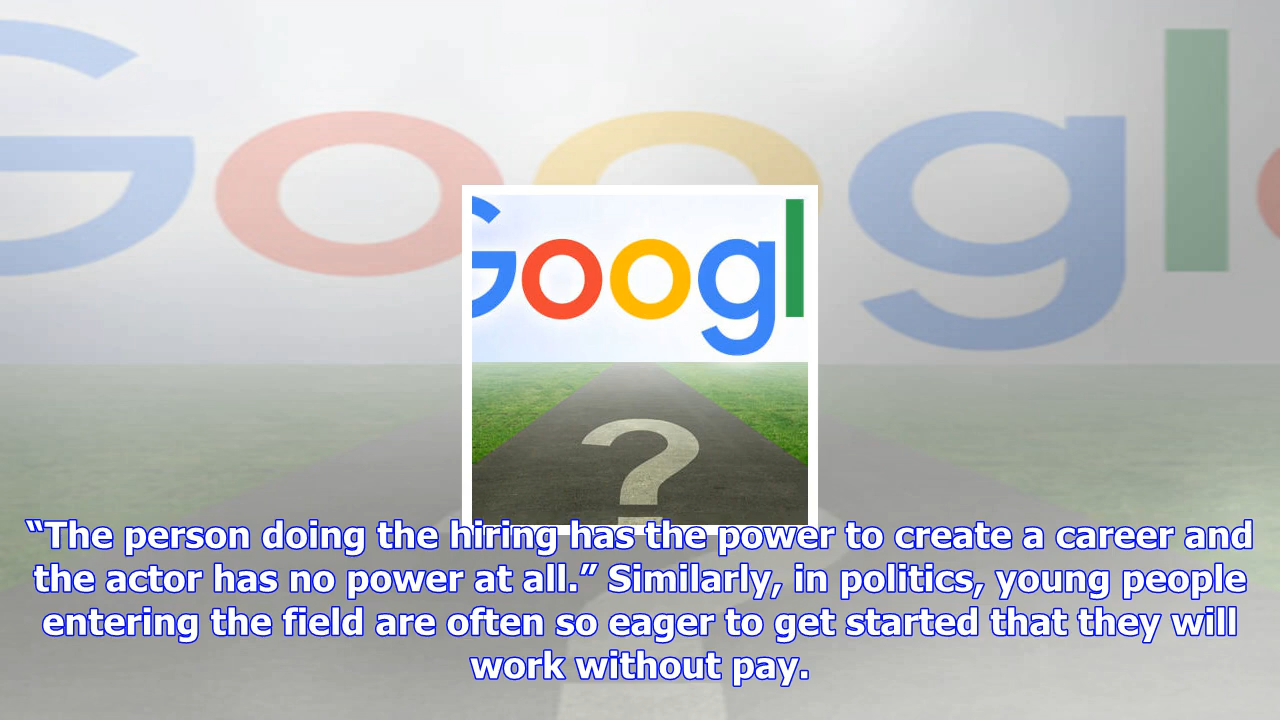 Googl
Googl
?
“The person doing the hiring has the power to create a career and
the actor has no power at all.” Similarly, in politics, young people
entering the field are often so eager to get started that they will
work without pay.